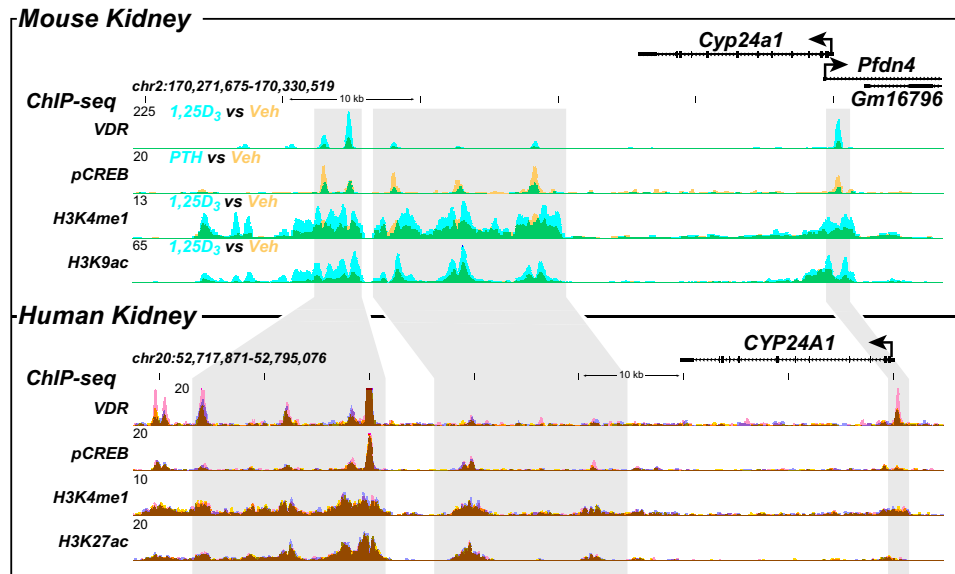 Mouse Kidney
Cyp24a1
Pfdn4
Gm16796
chr2:170,271,675-170,330,519
ChIP-seq
10 kb
225 1,25D3 vs Veh
VDR
20 PTH vs Veh
pCREB
13 1,25D3 vs Veh
H3K4me1
65 1,25D3 vs Veh
H3K9ac
Human Kidney
chr20:52,717,871-52,795,076
CYP24A1
ChIP-seq
10 kb
20
VDR
20
pCREB
10
H3K4me1
20
H3K27ac